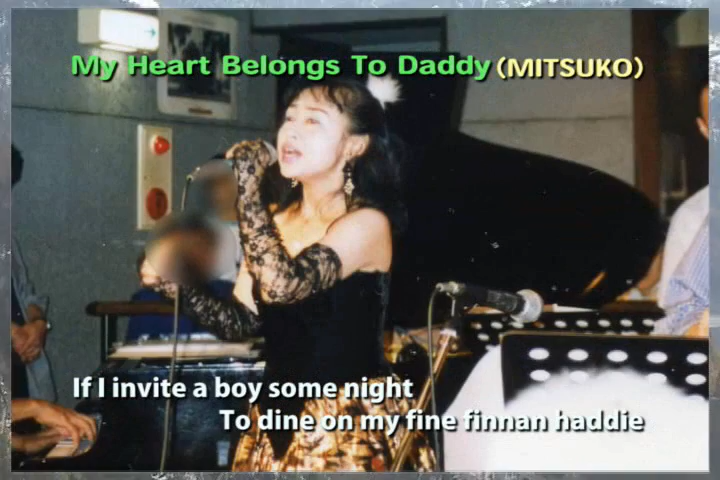 My Heart Belongs To Daddy (MITSUKO)
If I invite a boy some night
To dine on my fine finnan haddie